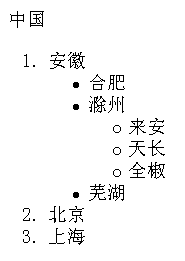 中国
1. 安徽
• 合肥
• 滁州
○ 来安
○ 天长
○ 全椒
• 芜湖
2. 北京
3. 上海